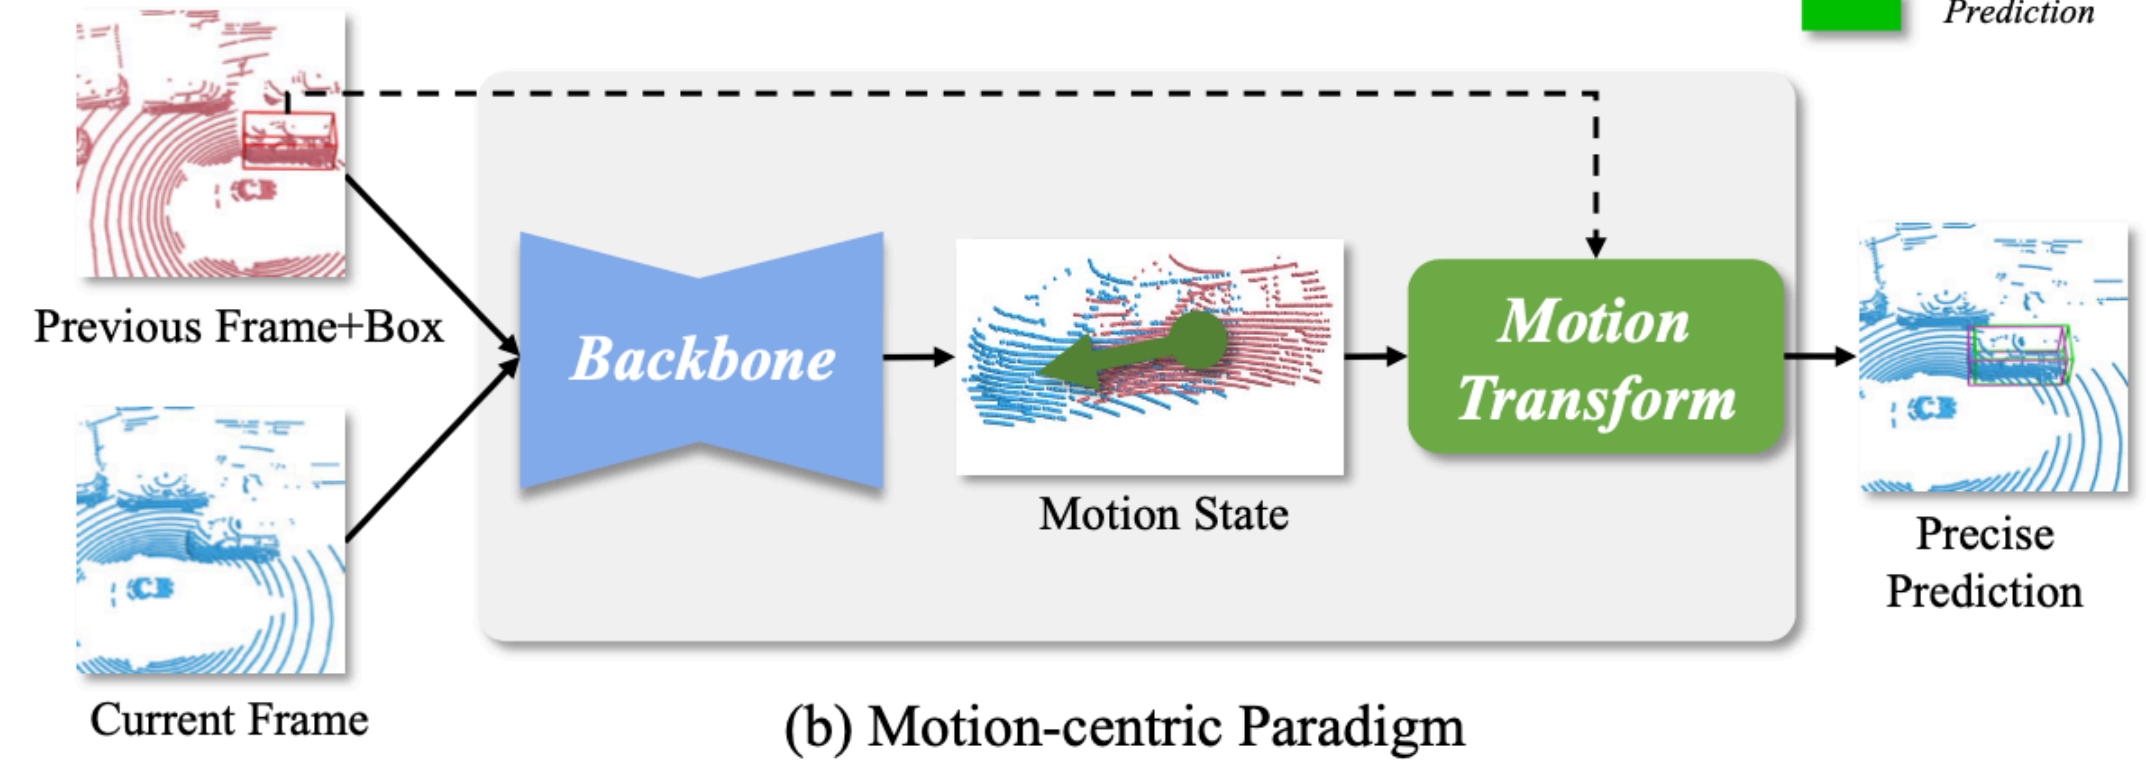 Prediction
Previous Frame+Box
Backbone
Motion
Transform
Motion State
Precise
Prediction
Current Frame
(b) Motion-centric Paradigm